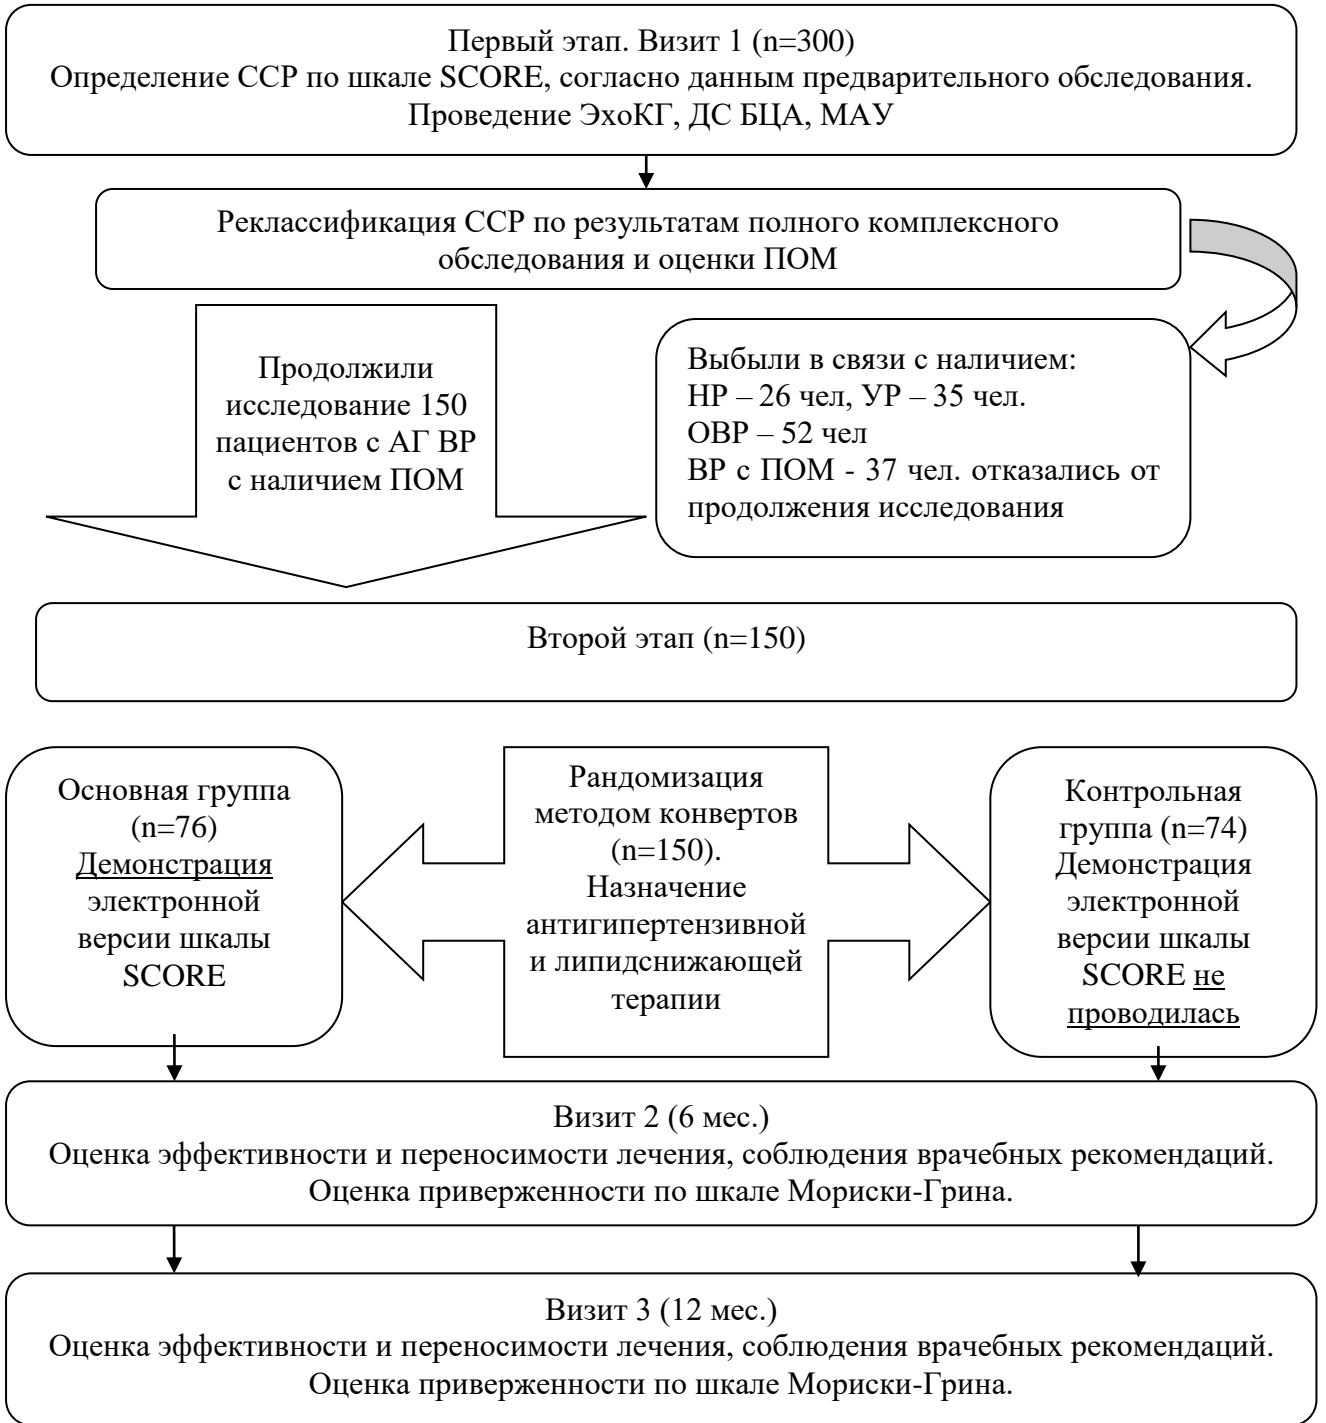 Первый этап. Визит 1 (n=300)
Определение ССР по шкале SCORE, согласно данным предварительного обследования.
Проведение ЭхоКГ, ДС БЦА, МАУ
Реклассификация ССР по результатам полного комплексного
обследования и оценки ПОМ
Продолжили
исследование 150
пациентов с АГ ВР
с наличием ПОМ
Выбыли в связи с наличием:
НР – 26 чел, УР – 35 чел.
ОВР – 52 чел
ВР с ПОМ - 37 чел. отказались от
продолжения исследования
Второй этап (n=150)
Основная группа
(n=76)
Демонстрация
электронной
версии шкалы
SCORE
Рандомизация
методом конвертов
(n=150).
Назначение
антигипертензивной
и липидснижающей
терапии
Контрольная
группа (n=74)
Демонстрация
электронной
версии шкалы
SCORE не
проводилась
Визит 2 (6 мес.)
Оценка эффективности и переносимости лечения, соблюдения врачебных рекомендаций.
Оценка приверженности по шкале Мориски-Грина.
Визит 3 (12 мес.)
Оценка эффективности и переносимости лечения, соблюдения врачебных рекомендаций.
Оценка приверженности по шкале Мориски-Грина.